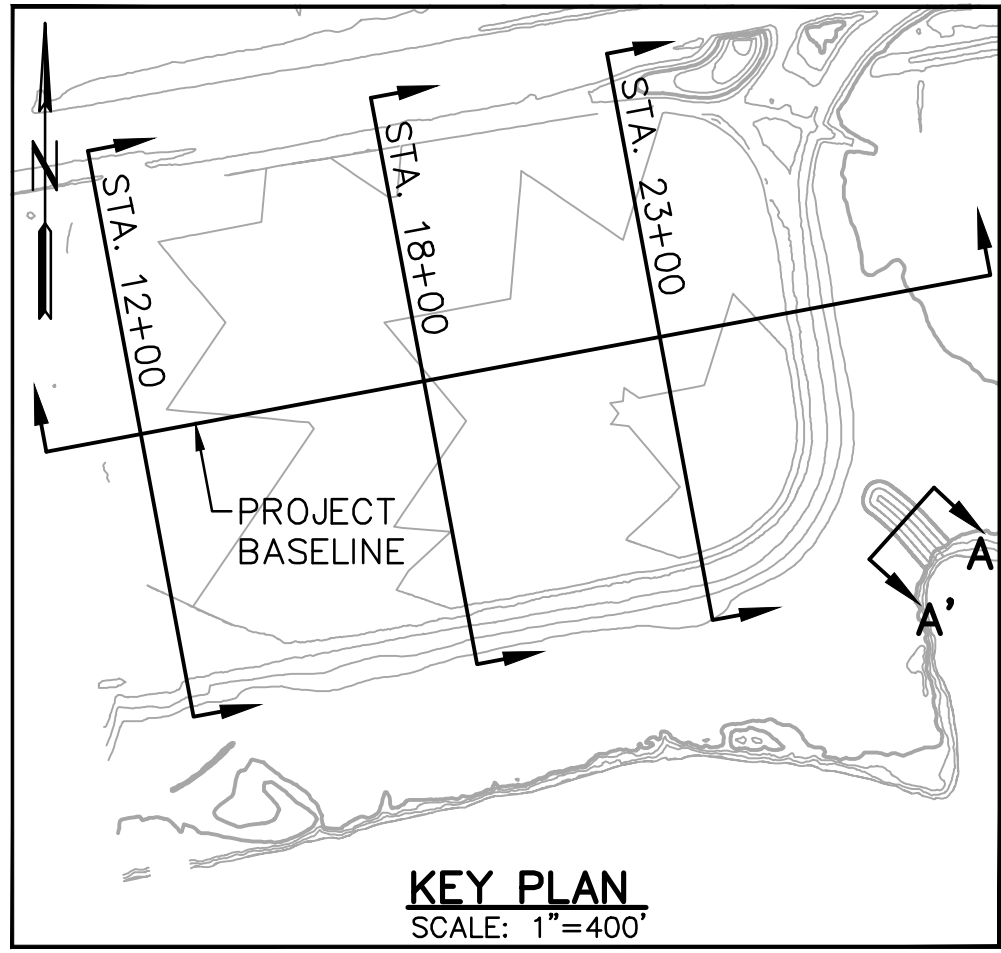 N
STA. 12+00
STA. 18+00
STA. 23+00
PROJECT
BASELINE
A
A'
KEY PLAN
SCALE: 1"=400'